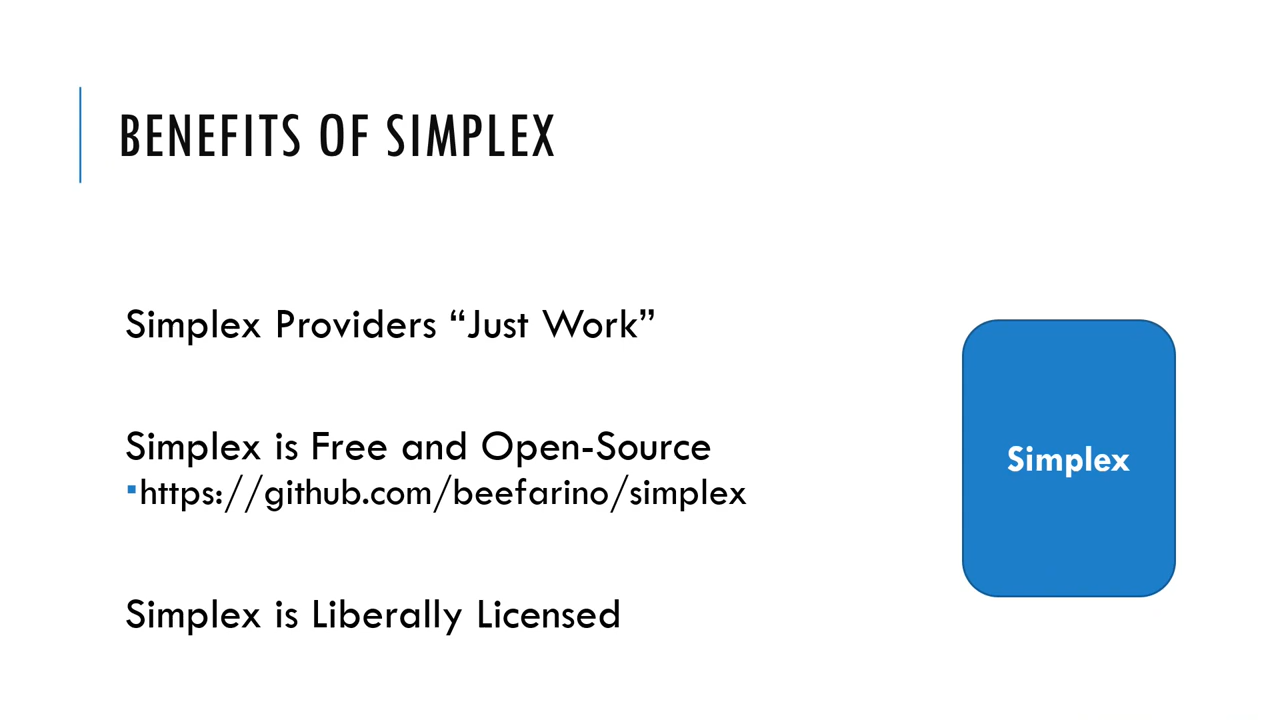 BENEFITS OF SIMPLEX
Simplex Providers “Just Work”
Simplex is Free and Open-Source
▪https://github.com/beefarino/simplex
Simplex is Liberally Licensed
Simplex